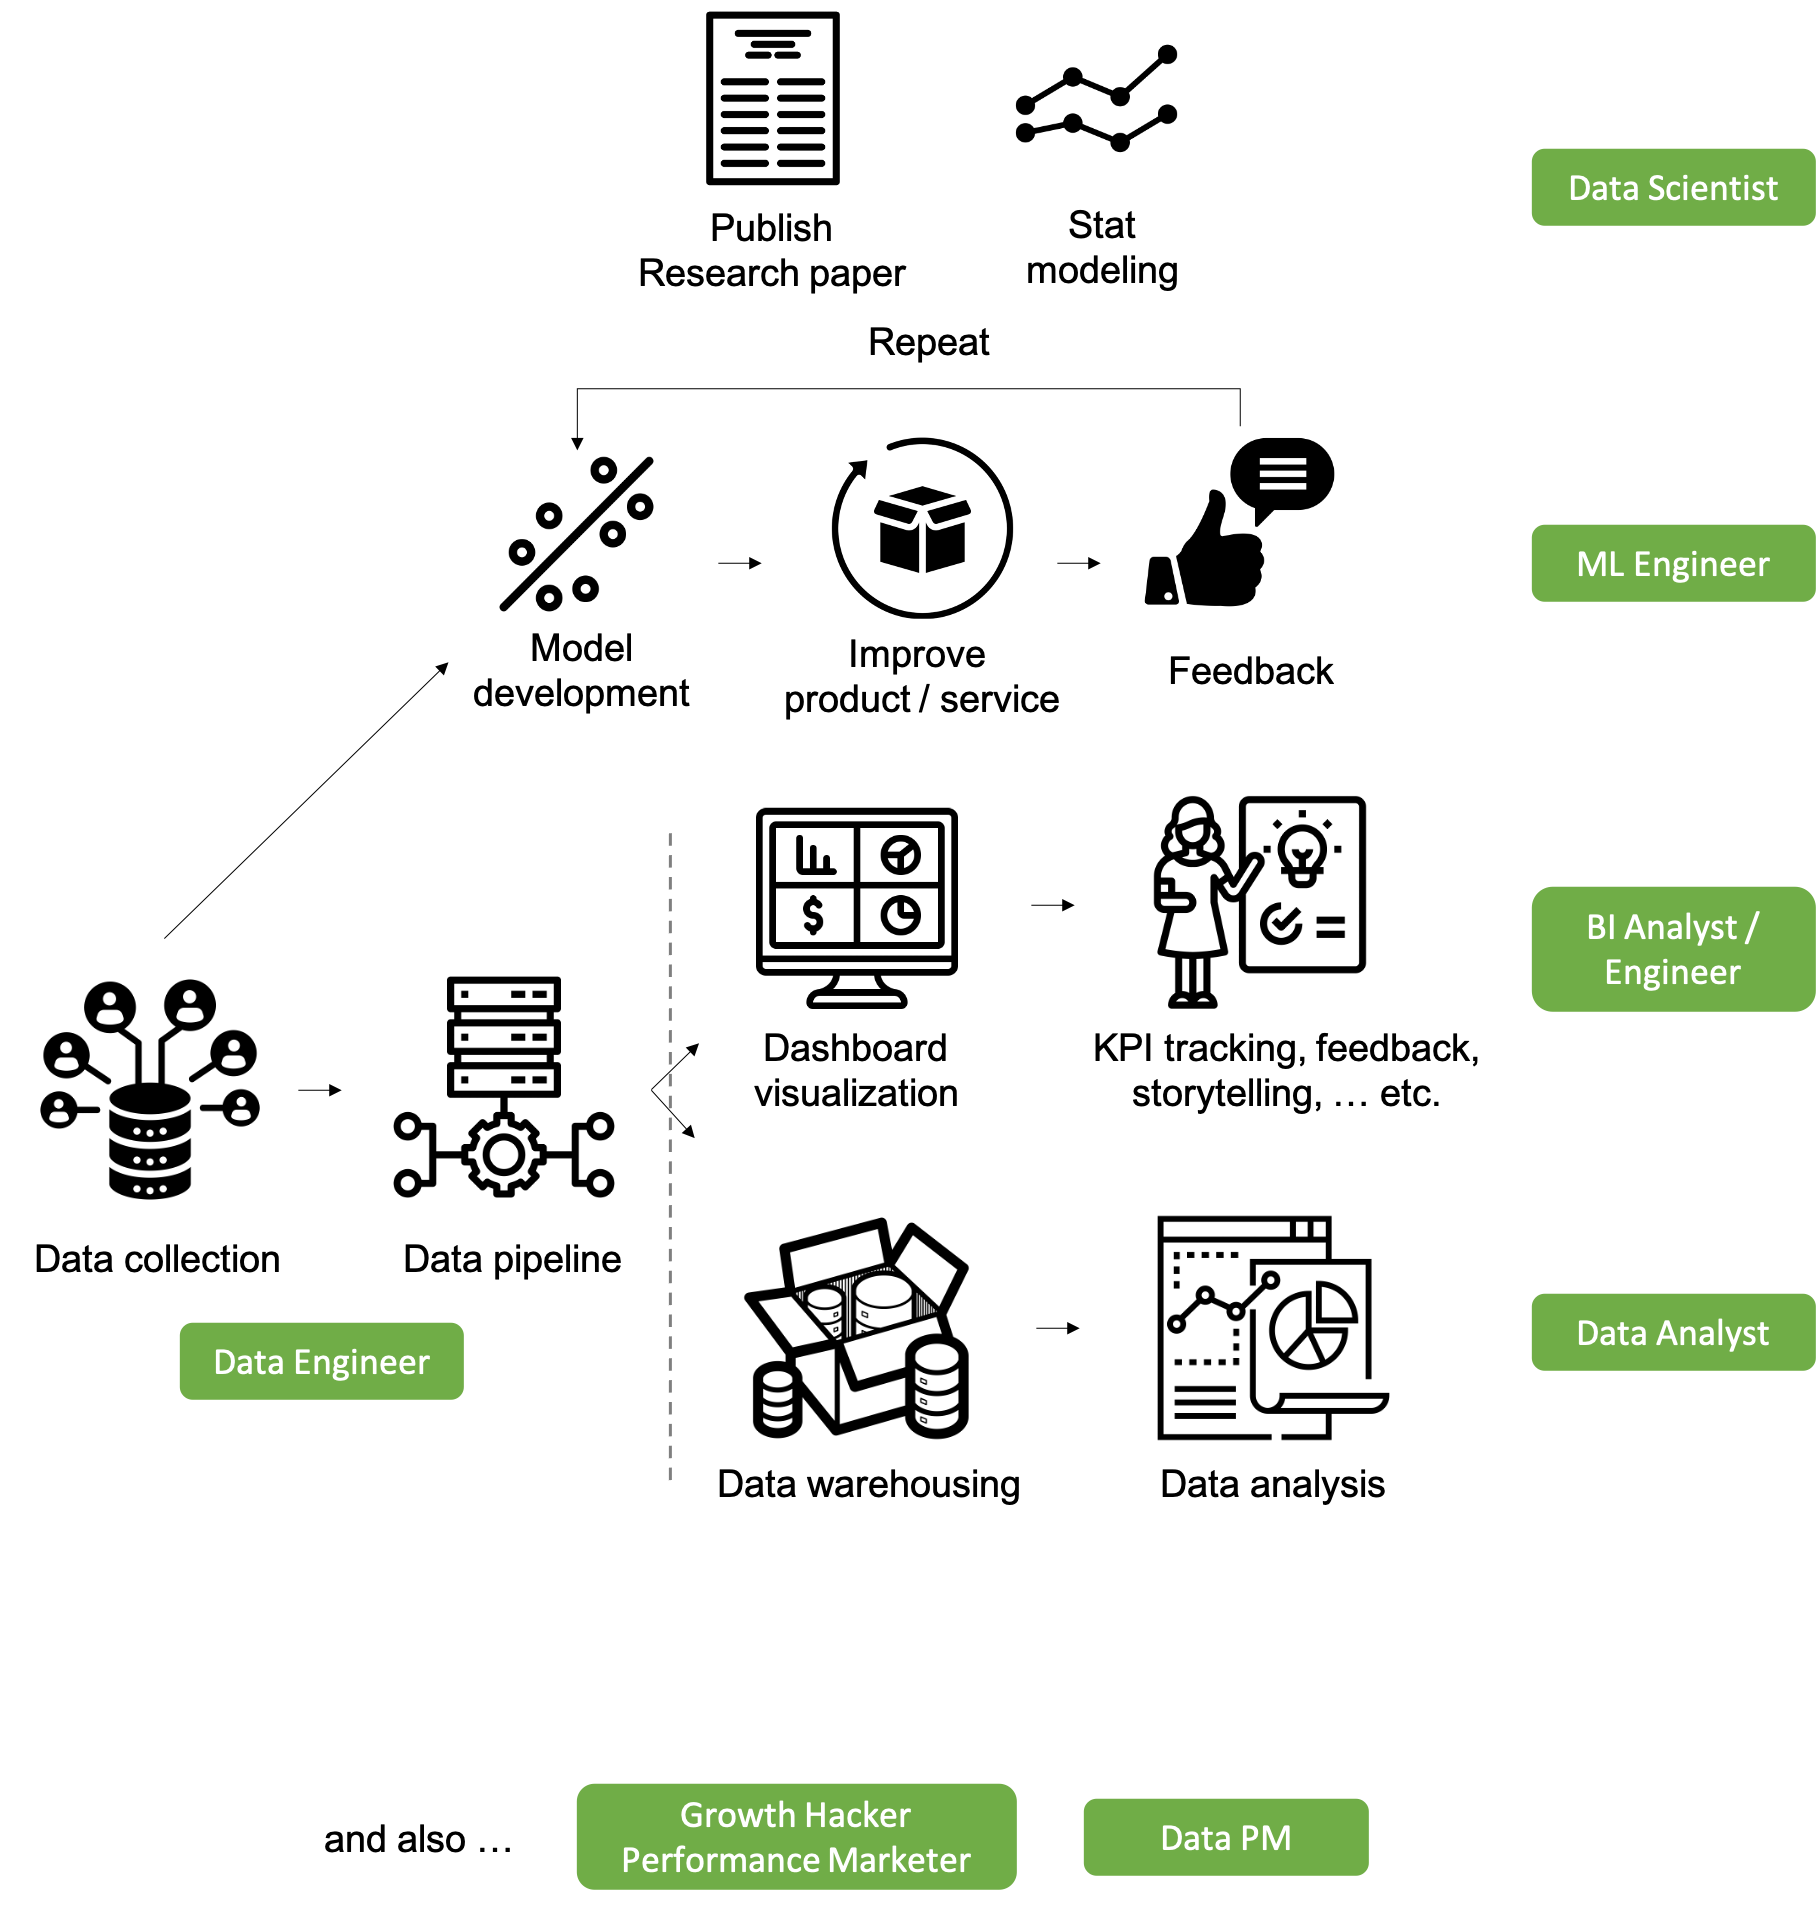 Publish
Research paper
Stat
modeling
Data Scientist
Repeat
Model
development
Improve
product / service
Feedback
ML Engineer
Dashboard
visualization
KPI tracking, feedback,
storytelling, … etc.
BI Analyst /
Engineer
Data collection
Data pipeline
Data Engineer
Data warehousing
Data analysis
Data Analyst
and also …
Growth Hacker
Performance Marketer
Data PM